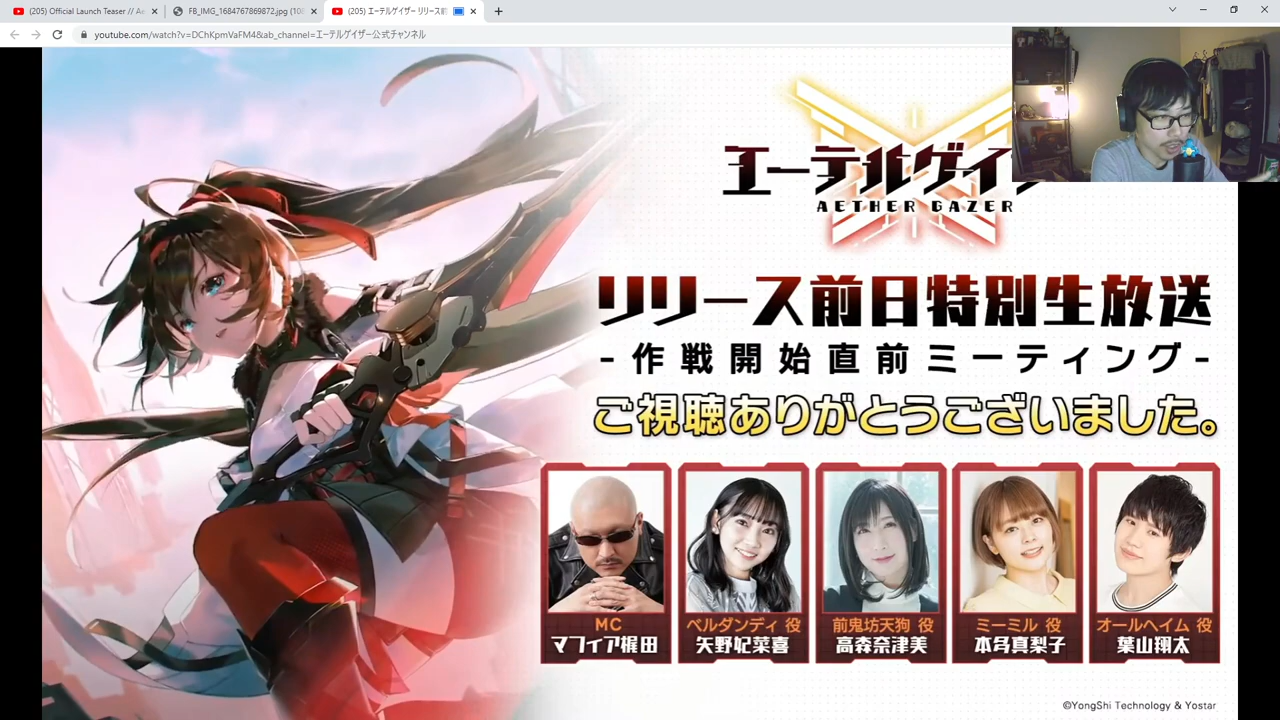 (205) Official Launch Teaser // Ae
FB_IMG_1684767869872.jpg (108
(205) エーテルゲイザー リリース前
youtube.com/watch?v=DChKpmVaFM4&ab_channel=エーテルゲイザー公式チャンネル
エーテルゲイ
AETHER GAZER
リリース前日特別生放送
-作戦開始直前ミーティング-
ご視聴ありがとうございました。
MC
マフィア梶田
ベルダンディ 役
矢野妃菜喜
前鬼坊天狗 役
高森奈津美
ミーミル 役
本多真梨子
オールヘイム 役
葉山翔太
©YongShi Technology & Yostar